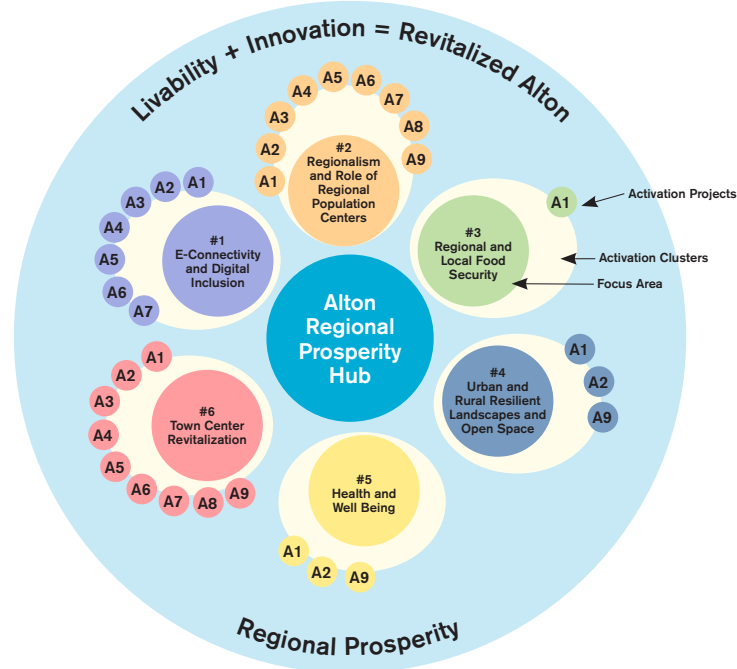 Livability + Innovation = Revitalized Alton
#2
Regionalism
and Role of
Regional
Population
Centers
A1
A2
A3
A4
A5
A6
A7
A8
A9
#1
E-Connectivity
and Digital
Inclusion
A1
A2
A3
A4
A5
A6
A7
#3
Regional and
Local Food
Security
A1
Activation Projects
Activation Clusters
Focus Area
Alton
Regional
Prosperity
Hub
#4
Urban and
Rural Resilient
Landscapes and
Open Space
A1
A2
A9
#6
Town Center
Revitalization
A1
A2
A3
A4
A5
A6
A7
A8
A9
#5
Health and
Well Being
A1
A2
A9
Regional Prosperity